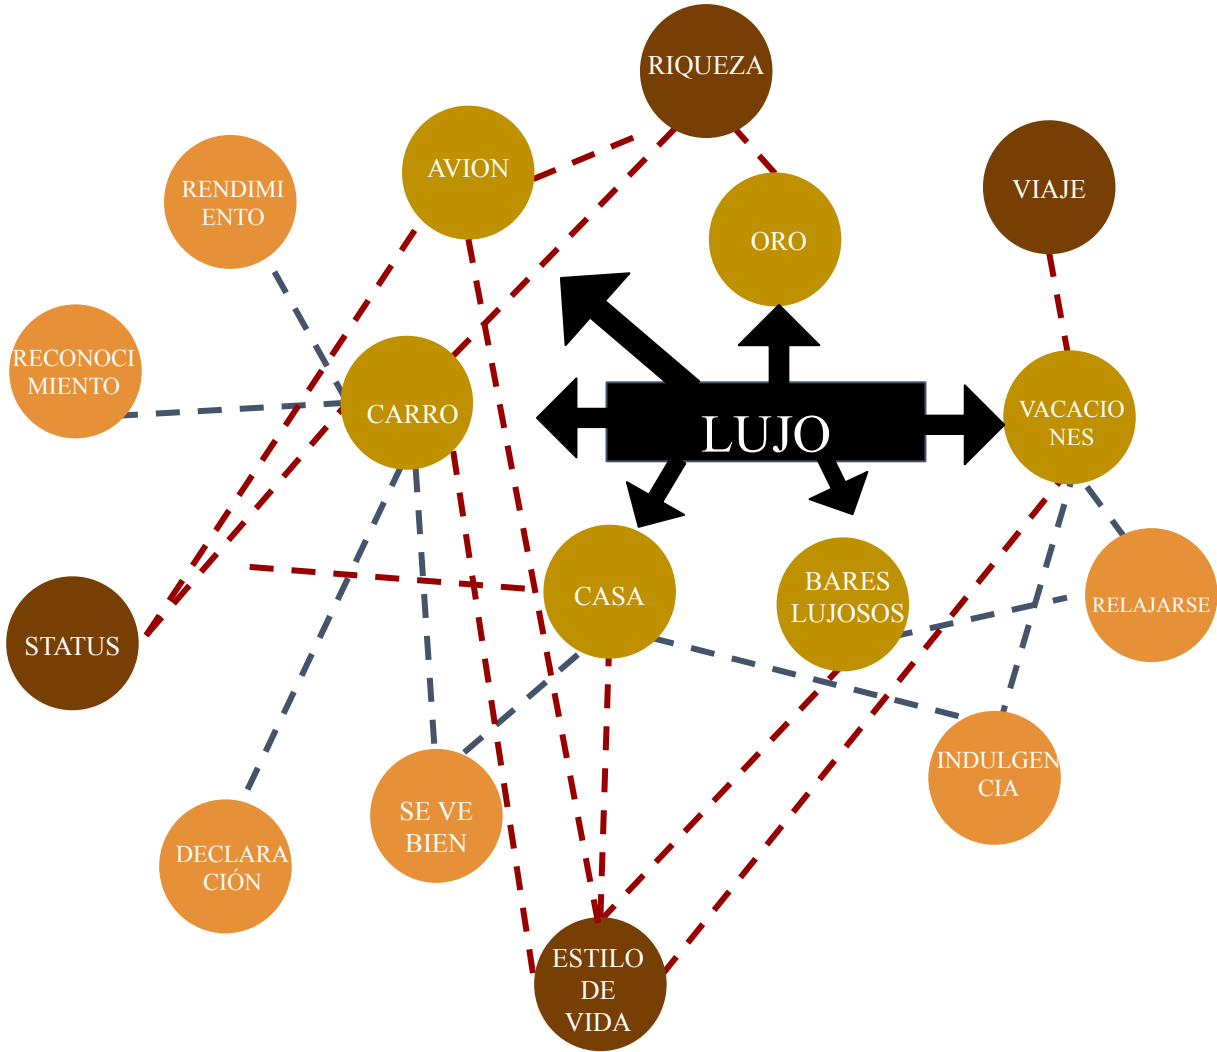 RIQUEZA
AVION
RENDIMI
ENTO
VIAJE
ORO
RECONOCI
MIENTO
CARRO
LUJO
VACACIO
NES
CASA
BARES
LUJOSOS
RELAJARSE
STATUS
INDULGEN
CIA
SE VE
BIEN
DECLARA
CIÓN
ESTILO
DE
VIDA